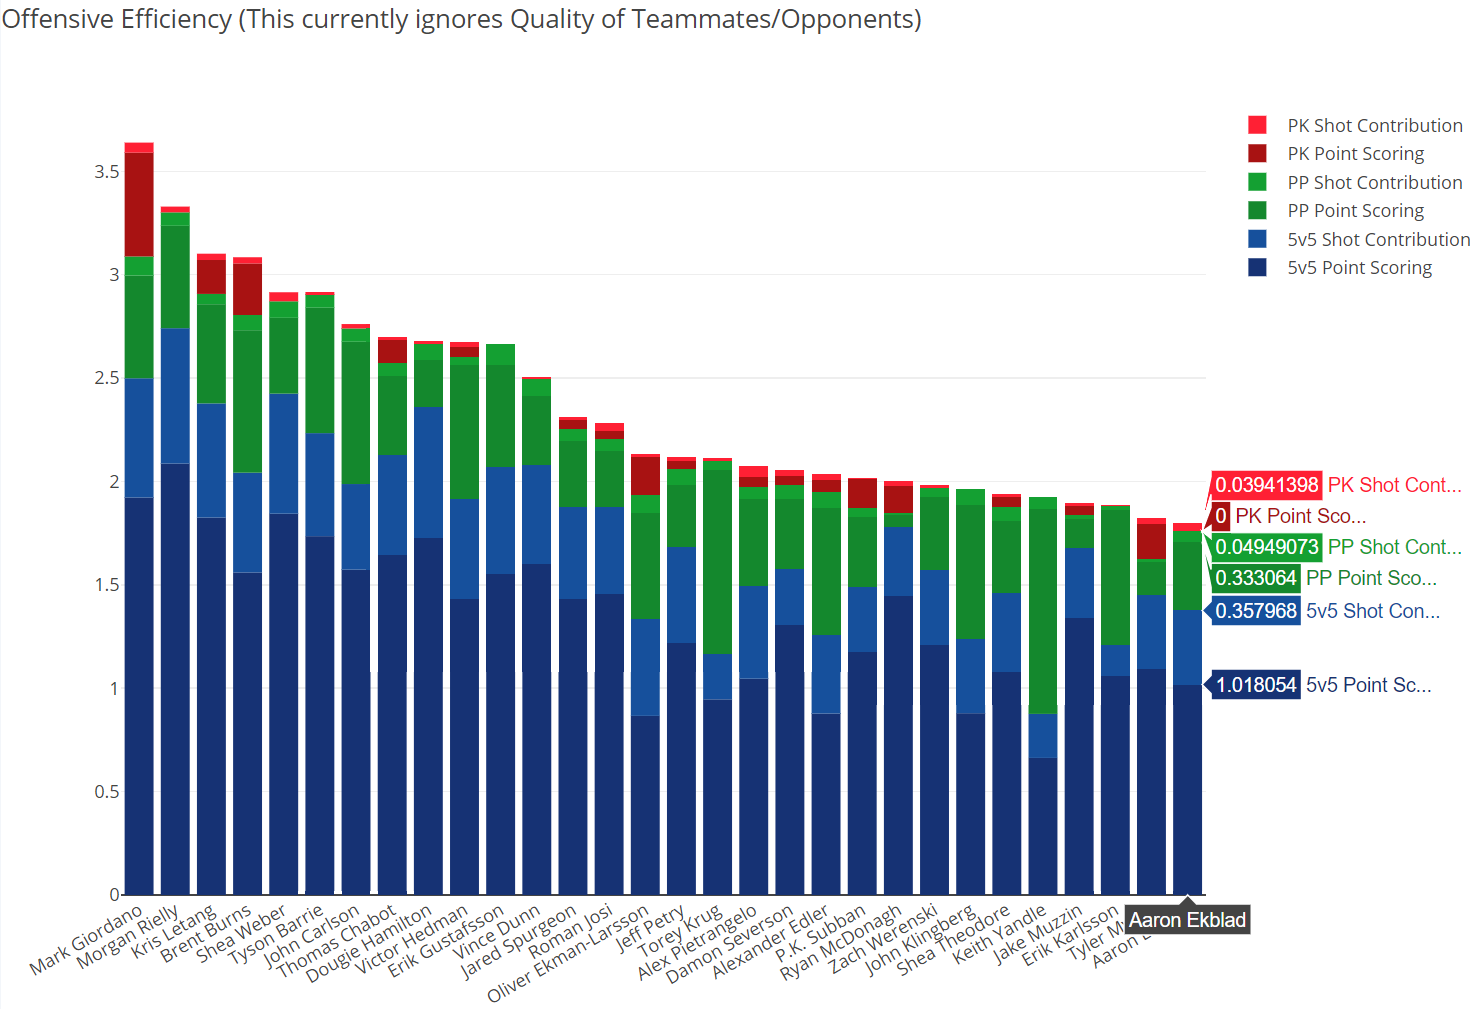 Offensive Efficiency (This currently ignores Quality of Teammates/Opponents)
PK Shot Contribution
PK Point Scoring
PP Shot Contribution
PP Point Scoring
5v5 Shot Contribution
5v5 Point Scoring
3.5
3
2.5
2
1.5
1
0.5
0
0.03941398 PK Shot Cont...
0 PK Point Sco...
0.04949073 PP Shot Cont...
0.333064 PP Point Sco...
0.357968 5v5 Shot Con...
1.018054 5v5 Point Sc...
Mark Giordano
Morgan Rielly
Kris Letang
Brent Burns
Shea Weber
Tyson Barrie
John Carlson
Thomas Chabot
Dougie Hamilton
Victor Hedman
Erik Gustafsson
Vince Dunn
Jared Spurgeon
Roman Josi
Oliver Ekman-Larsson
Jeff Petry
Torey Krug
Alex Pietrangelo
Damon Severson
Alexander Edler
P.K. Subban
Ryan McDonagh
Zach Werenski
John Klingberg
Shea Theodore
Keith Yandle
Jake Muzzin
Erik Karlsson
Tyler
Aaron
Aaron Ekblad